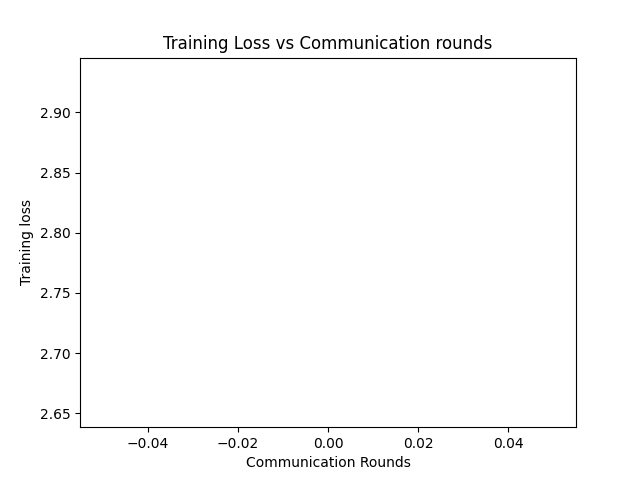 Training Loss vs Communication rounds
2.90
2.85
2.80
2.75
2.70
2.65
Training loss
−0.04 −0.02 0.00 0.02 0.04
Communication Rounds